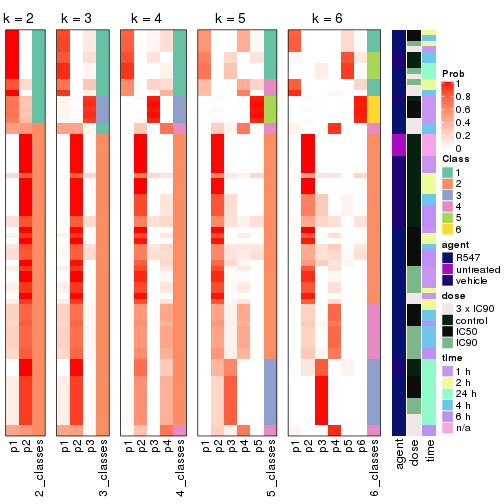 k = 2
k = 3
k = 4
k = 5
k = 6
p1
p2
2_classes
p1
p2
p3
3_classes
p1
p2
p3
p4
4_classes
p1
p2
p3
p4
p5
5_classes
p1
p2
p3
p4
p5
p6
6_classes
agent
dose
time
Prob
1
0.8
0.6
0.4
0.2
0
Class
1
2
3
4
5
6
agent
R547
untreated
vehicle
dose
3 x IC90
control
IC50
IC90
time
1 h
2 h
24 h
4 h
6 h
n/a